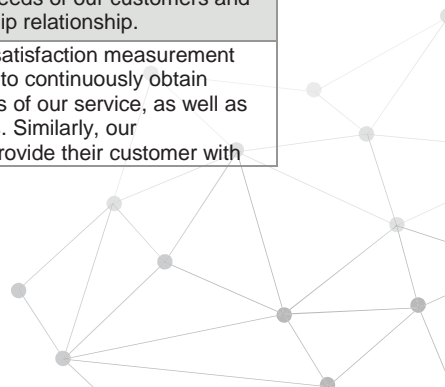 eeds of our customers and
ip relationship.
satisfaction measurement
to continuously obtain
s of our service, as well as
. Similarly, our
rovide their customer with